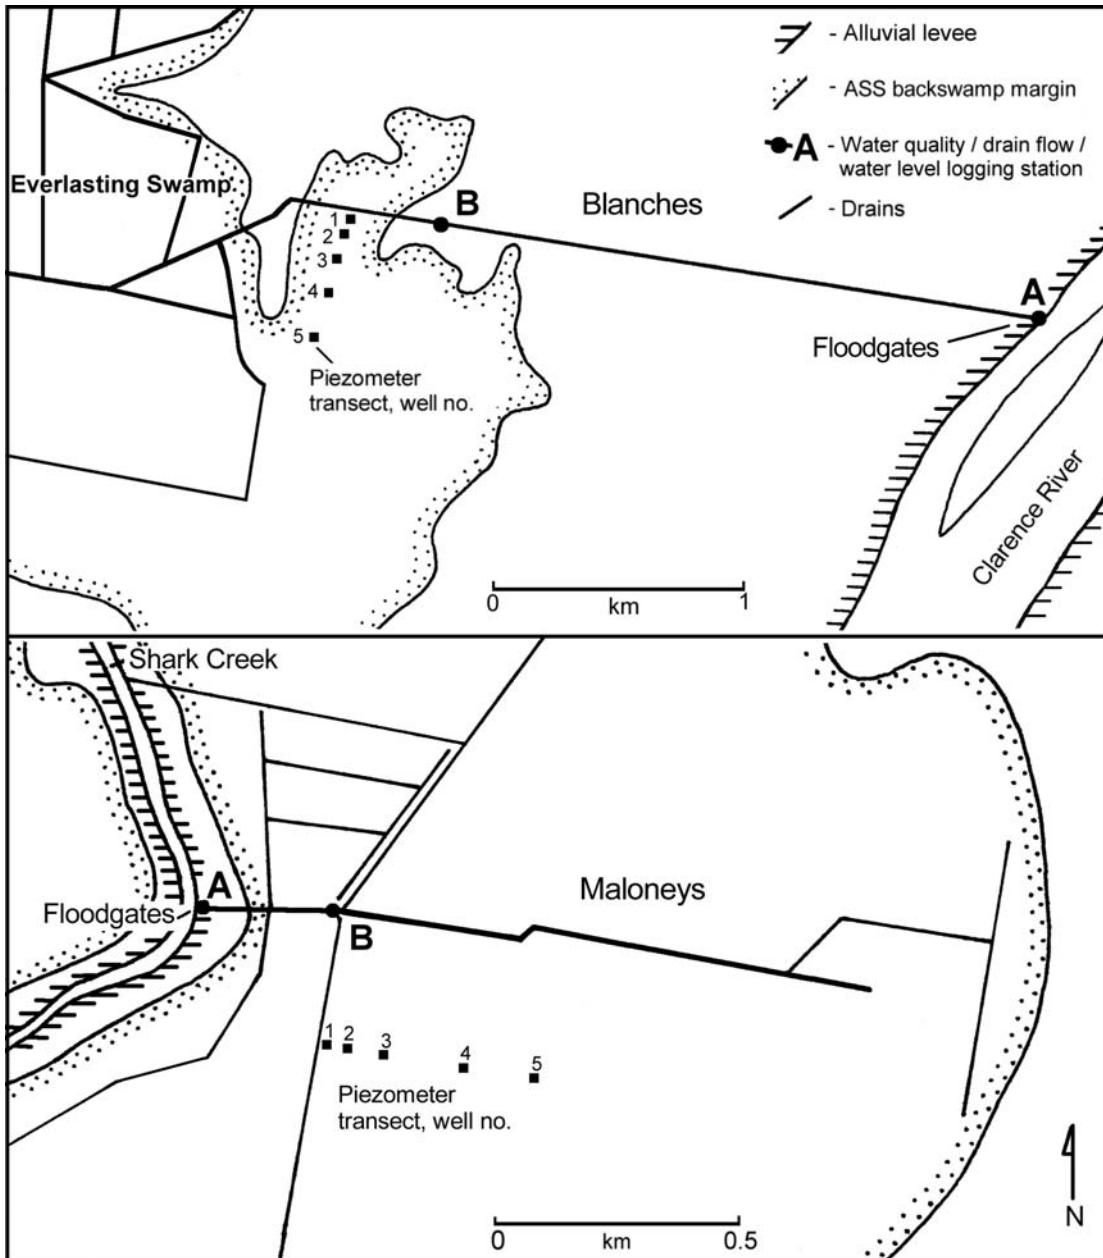 - Alluvial levee
- ASS backswamp margin
A - Water quality / drain flow /
water level logging station
- Drains
Everlasting Swamp
B
Blanches
1
2
3
4
5
A
Floodgates
Piezometer
transect, well no.
Clarence River
0 1
km
Shark Creek
A
Floodgates
B
Maloneys
1 2 3 4 5
Piezometer
transect, well no.
0 km 0.5
N